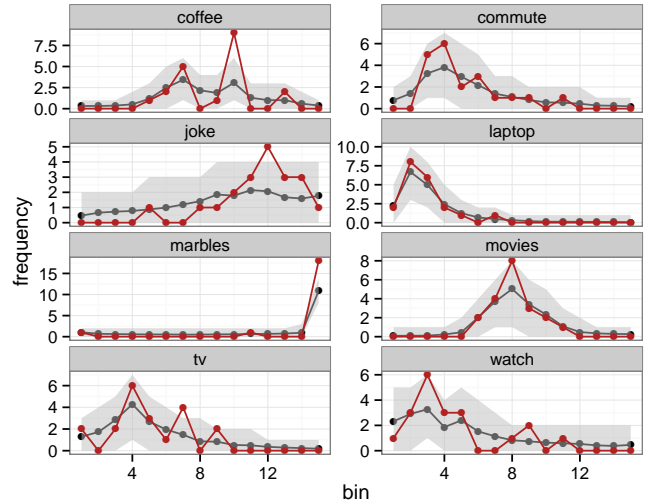 coffee commute
7.5 6
5.0 4
2.5 2
0.0 0
joke laptop
5 10.0
4 7.5
3 5.0
2 2.5
1 0.0
0
marbles movies
15 8
10 6
5 4
0 2
0
tv watch
6 6
4 4
2 2
0 0
4 8 12 4 8 12
frequency
bin